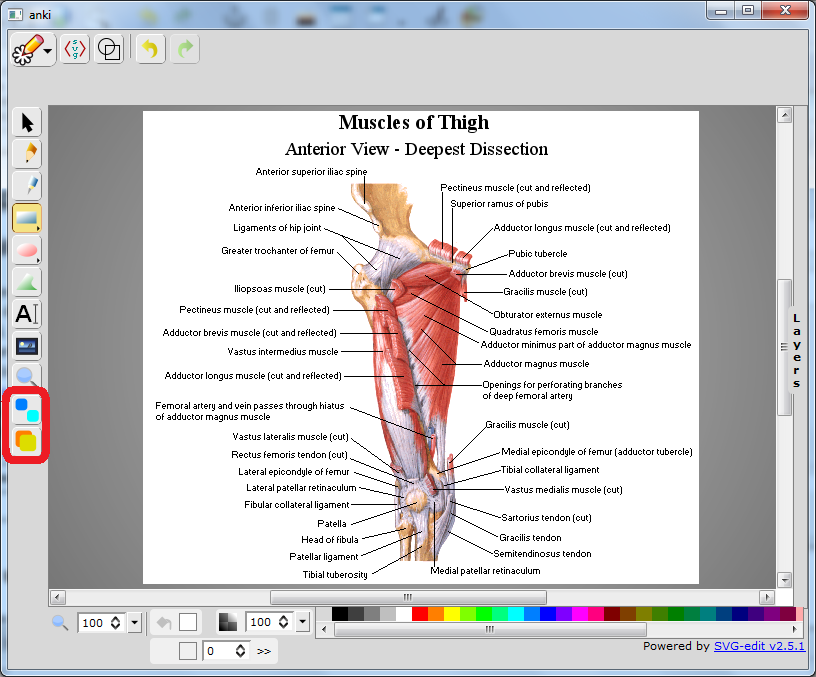 anki
svg
Muscles of Thigh
Anterior View - Deepest Dissection
Anterior superior iliac spine
Pectineus muscle (cut and reflected)
Superior ramus of pubis
Anterior inferior iliac spine
Ligaments of hip joint
Adductor longus muscle (cut and reflected)
Greater trochanter of femur
Pubic tubercle
Adductor brevis muscle (cut)
Iliopsoas muscle (cut)
Gracilis muscle (cut)
Pectineus muscle (cut and reflected)
Obturator externus muscle
Adductor brevis muscle (cut and reflected)
Quadratus femoris muscle
Adductor minimus part of adductor magnus muscle
Vastus intermedius muscle
Adductor magnus muscle
Adductor longus muscle (cut and reflected)
Openings for perforating branches
of deep femoral artery
Femoral artery and vein passes through hiatus
of adductor magnus muscle
Gracilis muscle (cut)
Vastus lateralis muscle (cut)
Rectus femoris tendon (cut)
Medial epicondyle of femur (adductor tubercle)
Lateral epicondyle of femur
Tibial collateral ligament
Lateral patellar retinaculum
Vastus medialis muscle (cut)
Fibular collateral ligament
Patella
Sartorius tendon (cut)
Head of fibula
Gracilis tendon
Patellar ligament
Semitendinosus tendon
Tibial tuberosity
Medial patellar retinaculum
A
Layers
100
100
0
>>
Powered by SVG-edit v2.5.1